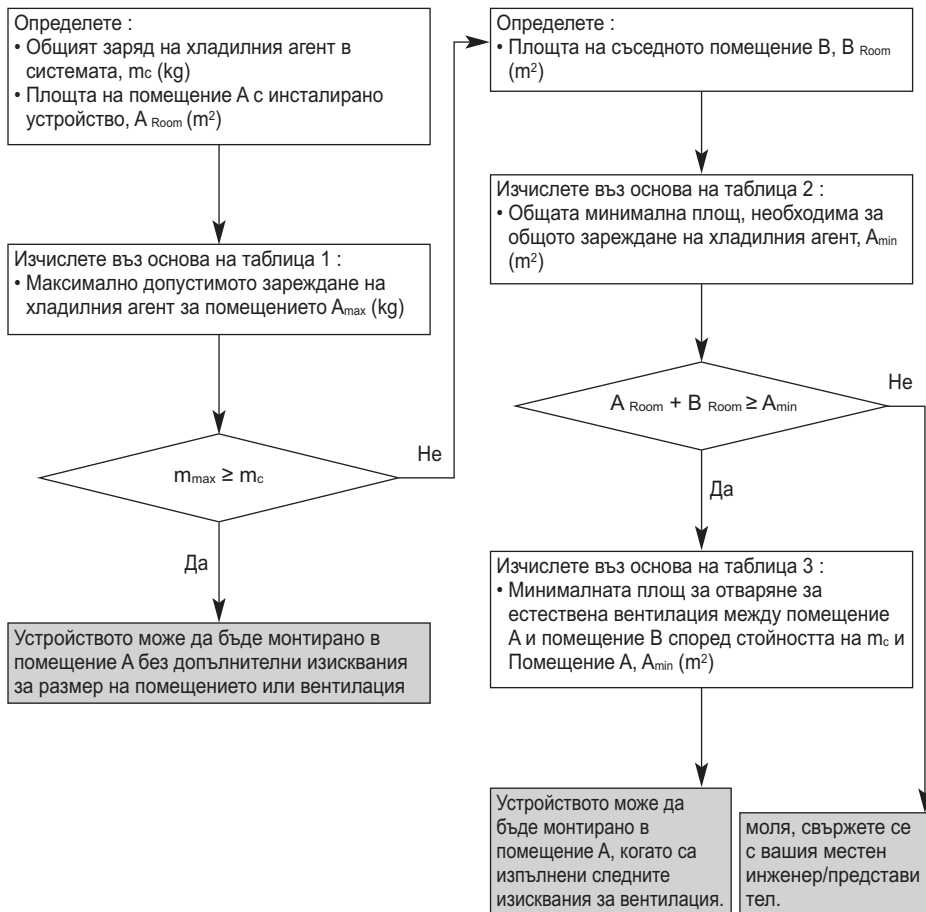 Определете :
• Общият заряд на хладилния агент в
системата, mc (kg)
• Площта на помещение A с инсталирано
устройство, A Room (m²)
Изчислете въз основа на таблица 1 :
• Максимално допустимото зареждане на
хладилния агент за помещението Amax (kg)
mmax ≥ mc
Не
Да
Устройството може да бъде монтирано в
помещение A без допълнителни изисквания
за размер на помещението или вентилация
Определете :
• Площта на съседното помещение B, B Room
(m²)
Изчислете въз основа на таблица 2 :
• Общата минимална площ, необходима за
общото зареждане на хладилния агент, Amin
(m²)
A Room + B Room ≥ Amin
Не
Да
Изчислете въз основа на таблица 3 :
• Минималната площ за отваряне за
естествена вентилация между помещение
A и помещение B според стойността на mc и
Помещение A, Amin (m²)
Устройството може да
бъде монтирано в
помещение A, когато са
изпълнени следните
изисквания за вентилация.
моля, свържете се
с вашия местен
инженер/представи
тел.